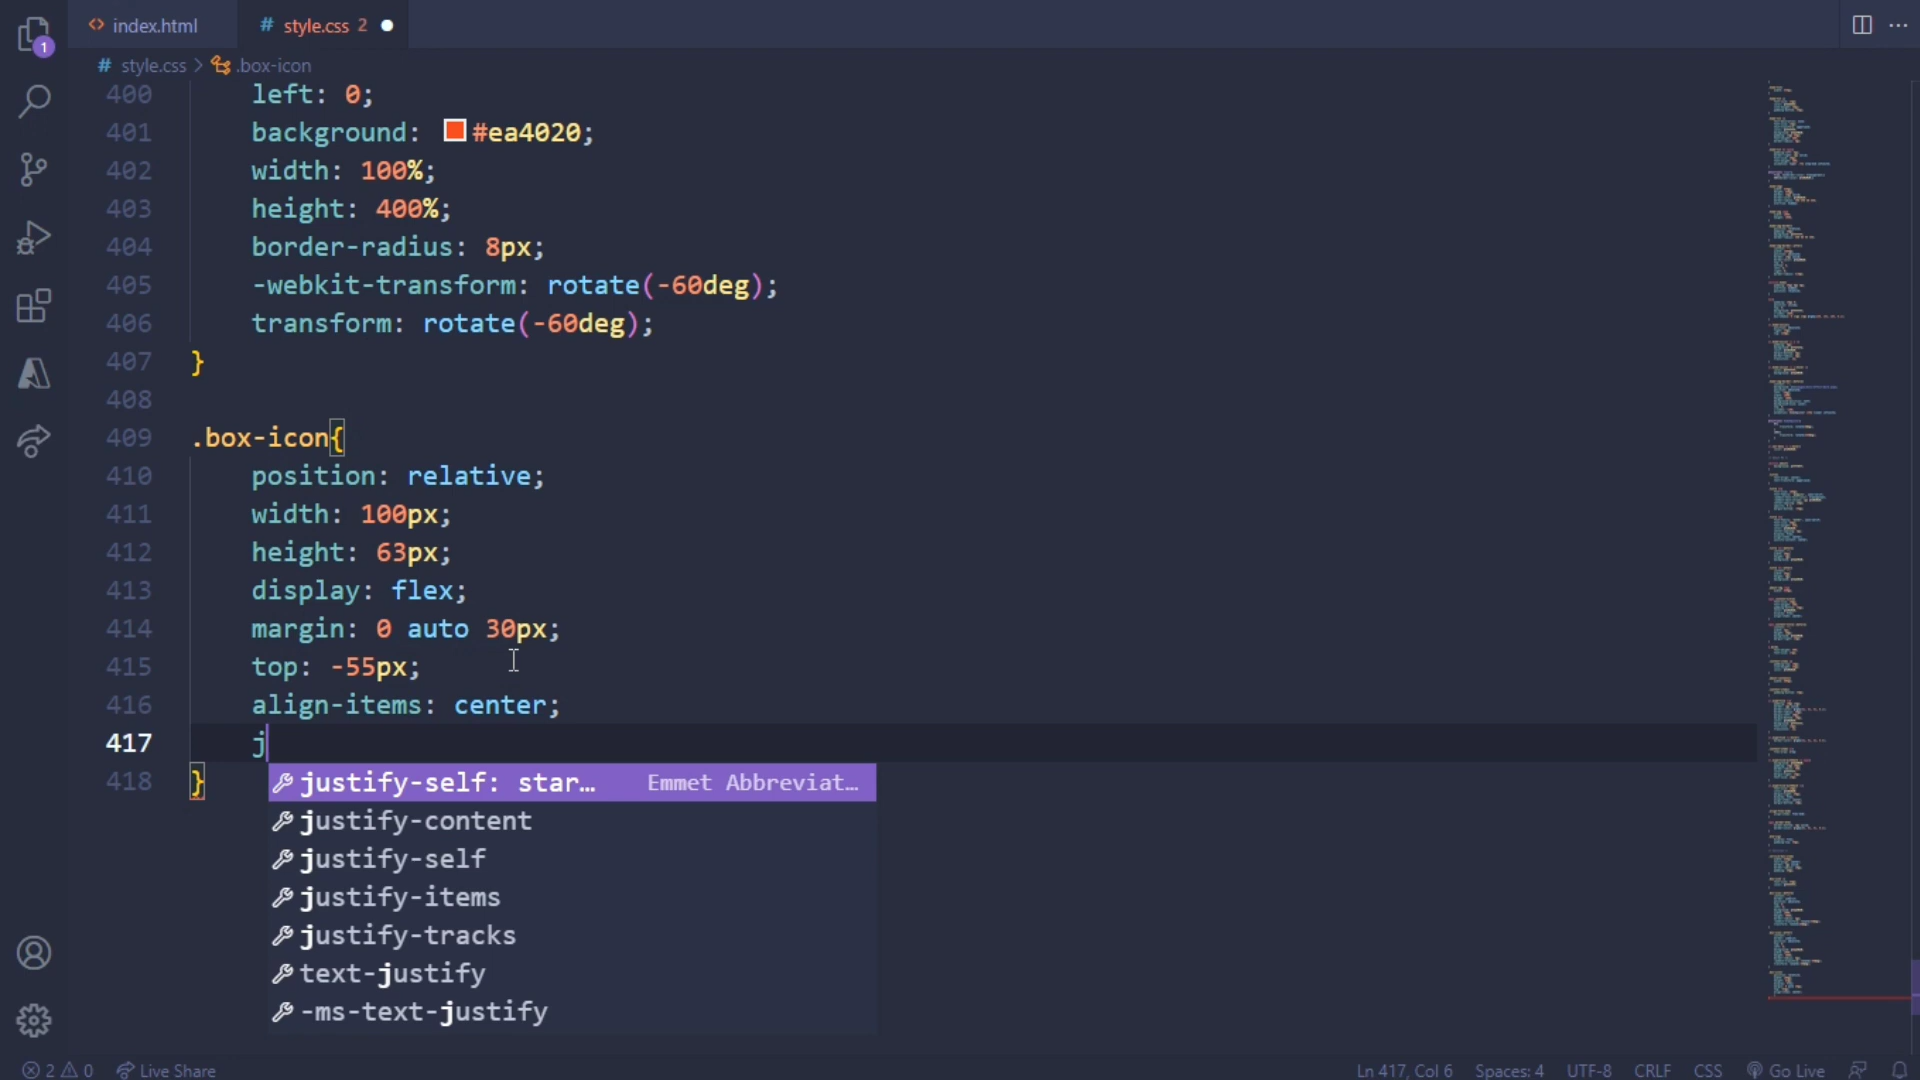 index.html
# style.css 2
# style.css > .box-icon
400 left: 0;
401 background: #ea4020;
402 width: 100%;
403 height: 400%;
404 border-radius: 8px;
405 -webkit-transform: rotate(-60deg);
406 transform: rotate(-60deg);
407 }
408
409 .box-icon{
410 position: relative;
411 width: 100px;
412 height: 63px;
413 display: flex;
414 margin: 0 auto 30px;
415 top: -55px;
416 align-items: center;
417 j
418 }
justify-self: star… Emmet Abbreviat…
justify-content
justify-self
justify-items
justify-tracks
text-justify
-ms-text-justify
1
2 0 Live Share Ln 417, Col 6 Spaces: 4 UTF-8 CRLF CSS Go Live